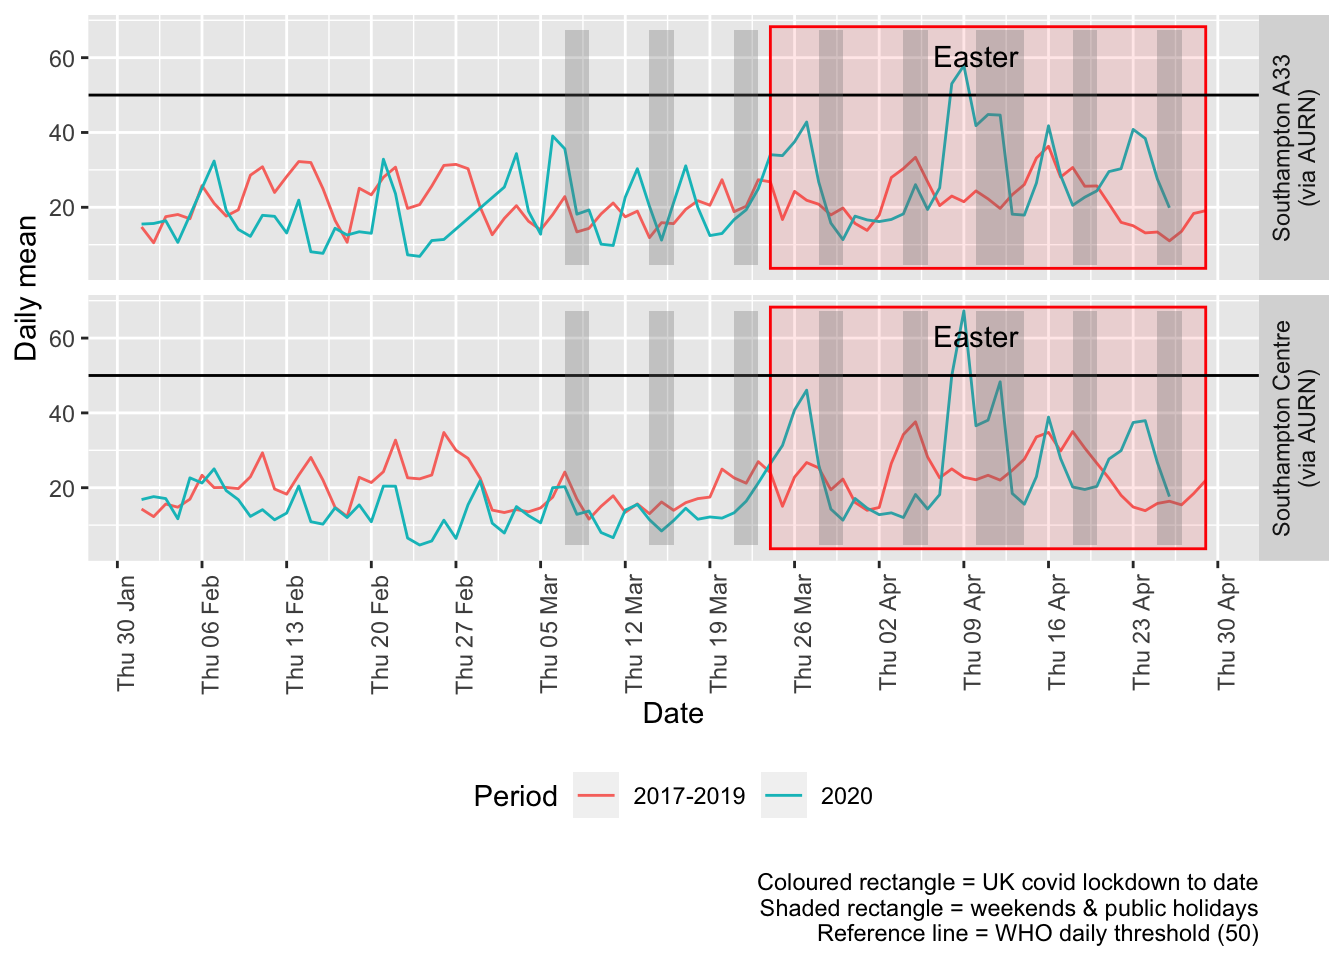 Daily mean
60
40
20
Easter
Southampton A33
(via AURN)
60
40
20
Easter
Southampton Centre
(via AURN)
Thu 30 Jan
Thu 06 Feb
Thu 13 Feb
Thu 20 Feb
Thu 27 Feb
Thu 05 Mar
Thu 12 Mar
Thu 19 Mar
Thu 26 Mar
Thu 02 Apr
Thu 09 Apr
Thu 16 Apr
Thu 23 Apr
Thu 30 Apr
Date
Period 2017-2019 2020
Coloured rectangle = UK covid lockdown to date
Shaded rectangle = weekends & public holidays
Reference line = WHO daily threshold (50)